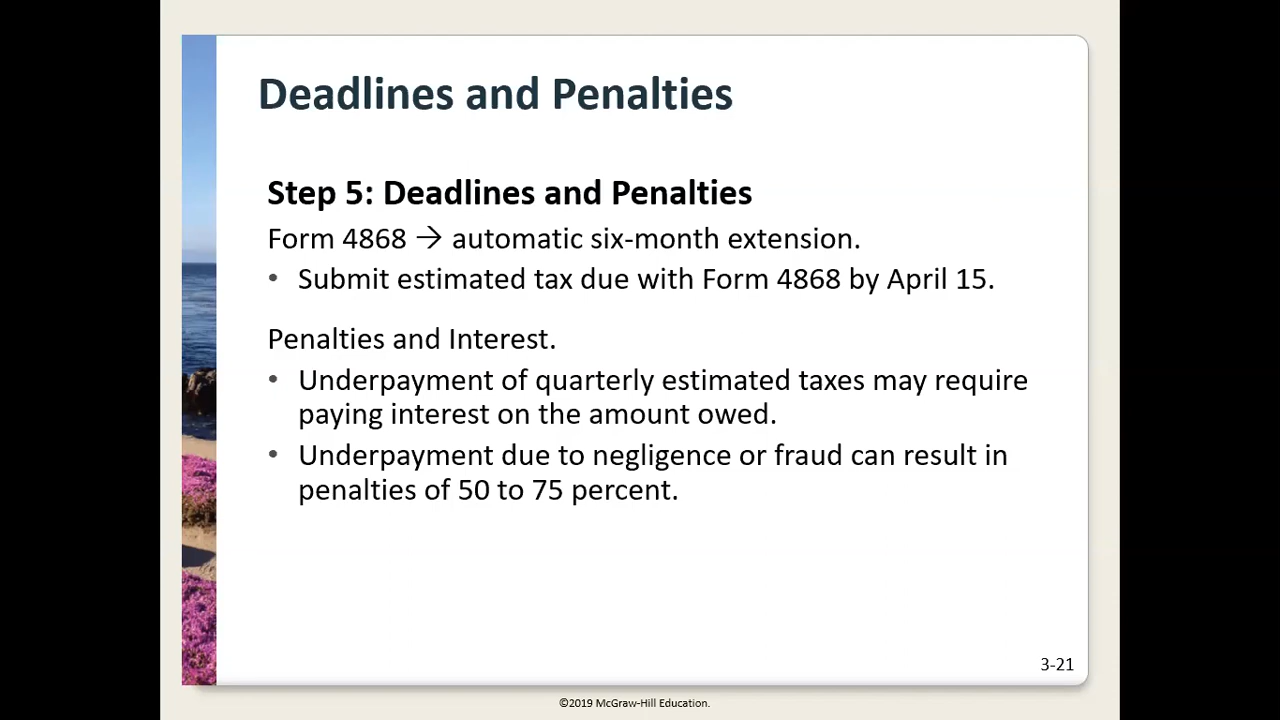 Deadlines and Penalties
Step 5: Deadlines and Penalties
Form 4868 → automatic six-month extension.
• Submit estimated tax due with Form 4868 by April 15.
Penalties and Interest.
• Underpayment of quarterly estimated taxes may require
paying interest on the amount owed.
• Underpayment due to negligence or fraud can result in
penalties of 50 to 75 percent.
3-21
©2019 McGraw-Hill Education.